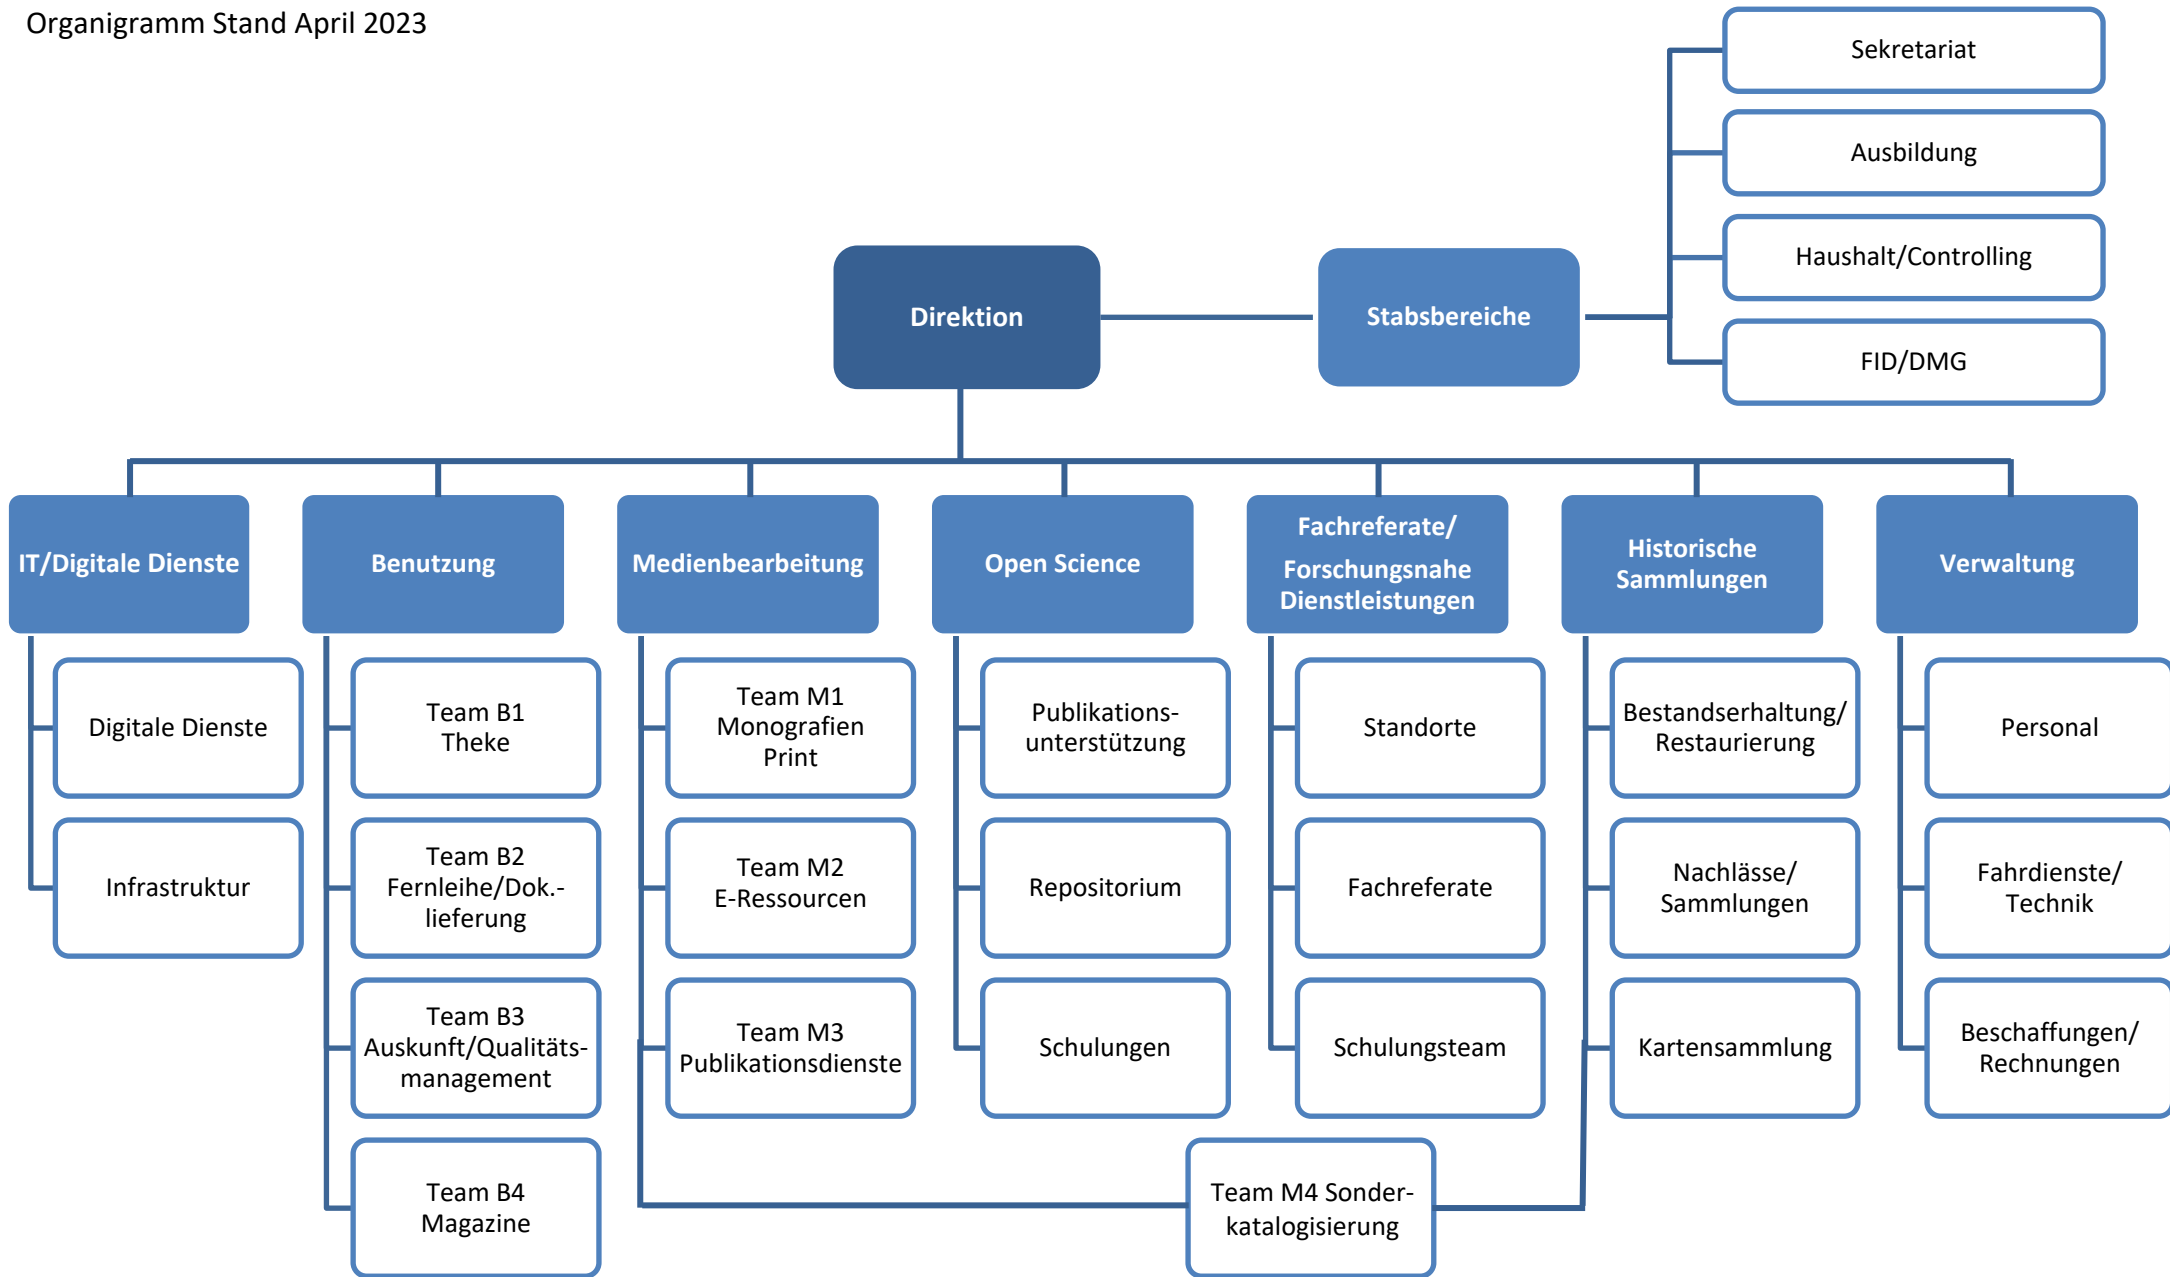 Organigramm Stand April 2023
Sekretariat
Ausbildung
Haushalt/Controlling
FID/DMG
Direktion
Stabsbereiche
IT/Digitale Dienste
Digitale Dienste
Infrastruktur
Benutzung
Team B1
Theke
Team B2
Fernleihe/Dok.-
lieferung
Team B3
Auskunft/Qualitäts-
management
Team B4
Magazine
Medienbearbeitung
Team M1
Monografien
Print
Team M2
E-Ressourcen
Team M3
Publikationsdienste
Open Science
Publikations-
unterstützung
Repositorium
Schulungen
Fachreferate/
Forschungsnahe
Dienstleistungen
Standorte
Fachreferate
Schulungsteam
Historische
Sammlungen
Bestandserhaltung/
Restaurierung
Nachlässe/
Sammlungen
Kartensammlung
Team M4 Sonder-
katalogisierung
Verwaltung
Personal
Fahrdienste/
Technik
Beschaffungen/
Rechnungen